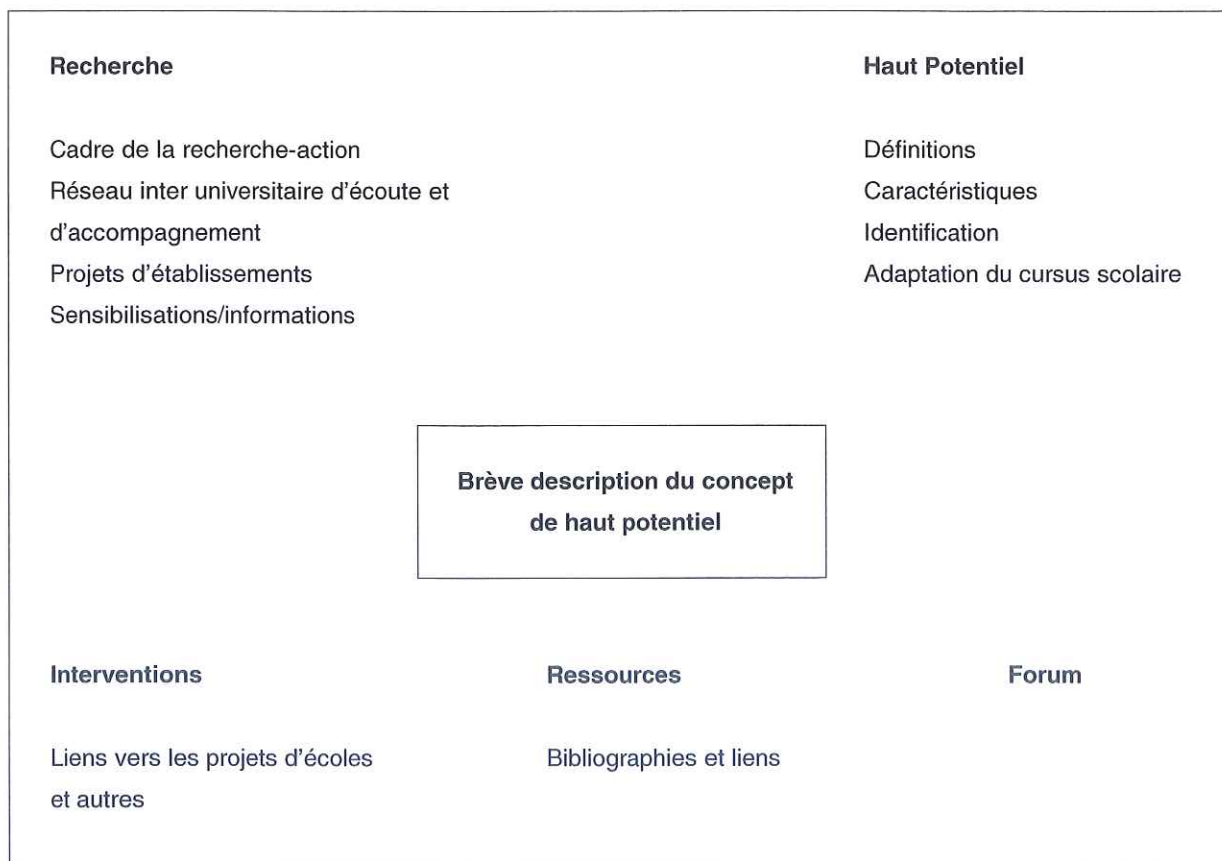 Recherche
Cadre de la recherche-action
Réseau inter universitaire d'écoute et
d'accompagnement
Projets d'établissements
Sensibilisations/informations
Haut Potentiel
Définitions
Caractéristiques
Identification
Adaptation du cursus scolaire
Brève description du concept
de haut potentiel
Interventions
Liens vers les projets d'écoles
et autres
Ressources
Bibliographies et liens
Forum